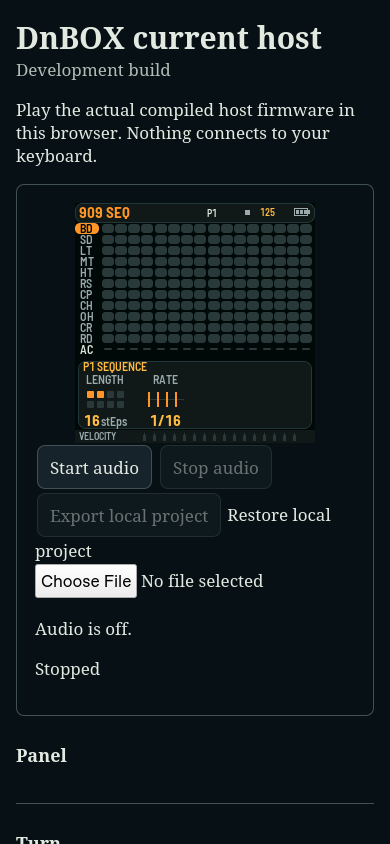 DnBOX current host
Development build
Play the actual compiled host firmware in
this browser. Nothing connects to your
keyboard.
909 SEQ P1 125
BD
SD
LT
MT
HT
RS
CP
CH
OH
CR
RD
AC
P1 SEQUENCE
LENGTH RATE
16 stEps 1/16
VELOCITY
Start audio Stop audio
Export local project Restore local
project
Choose File No file selected
Audio is off.
Stopped
Panel
Turn